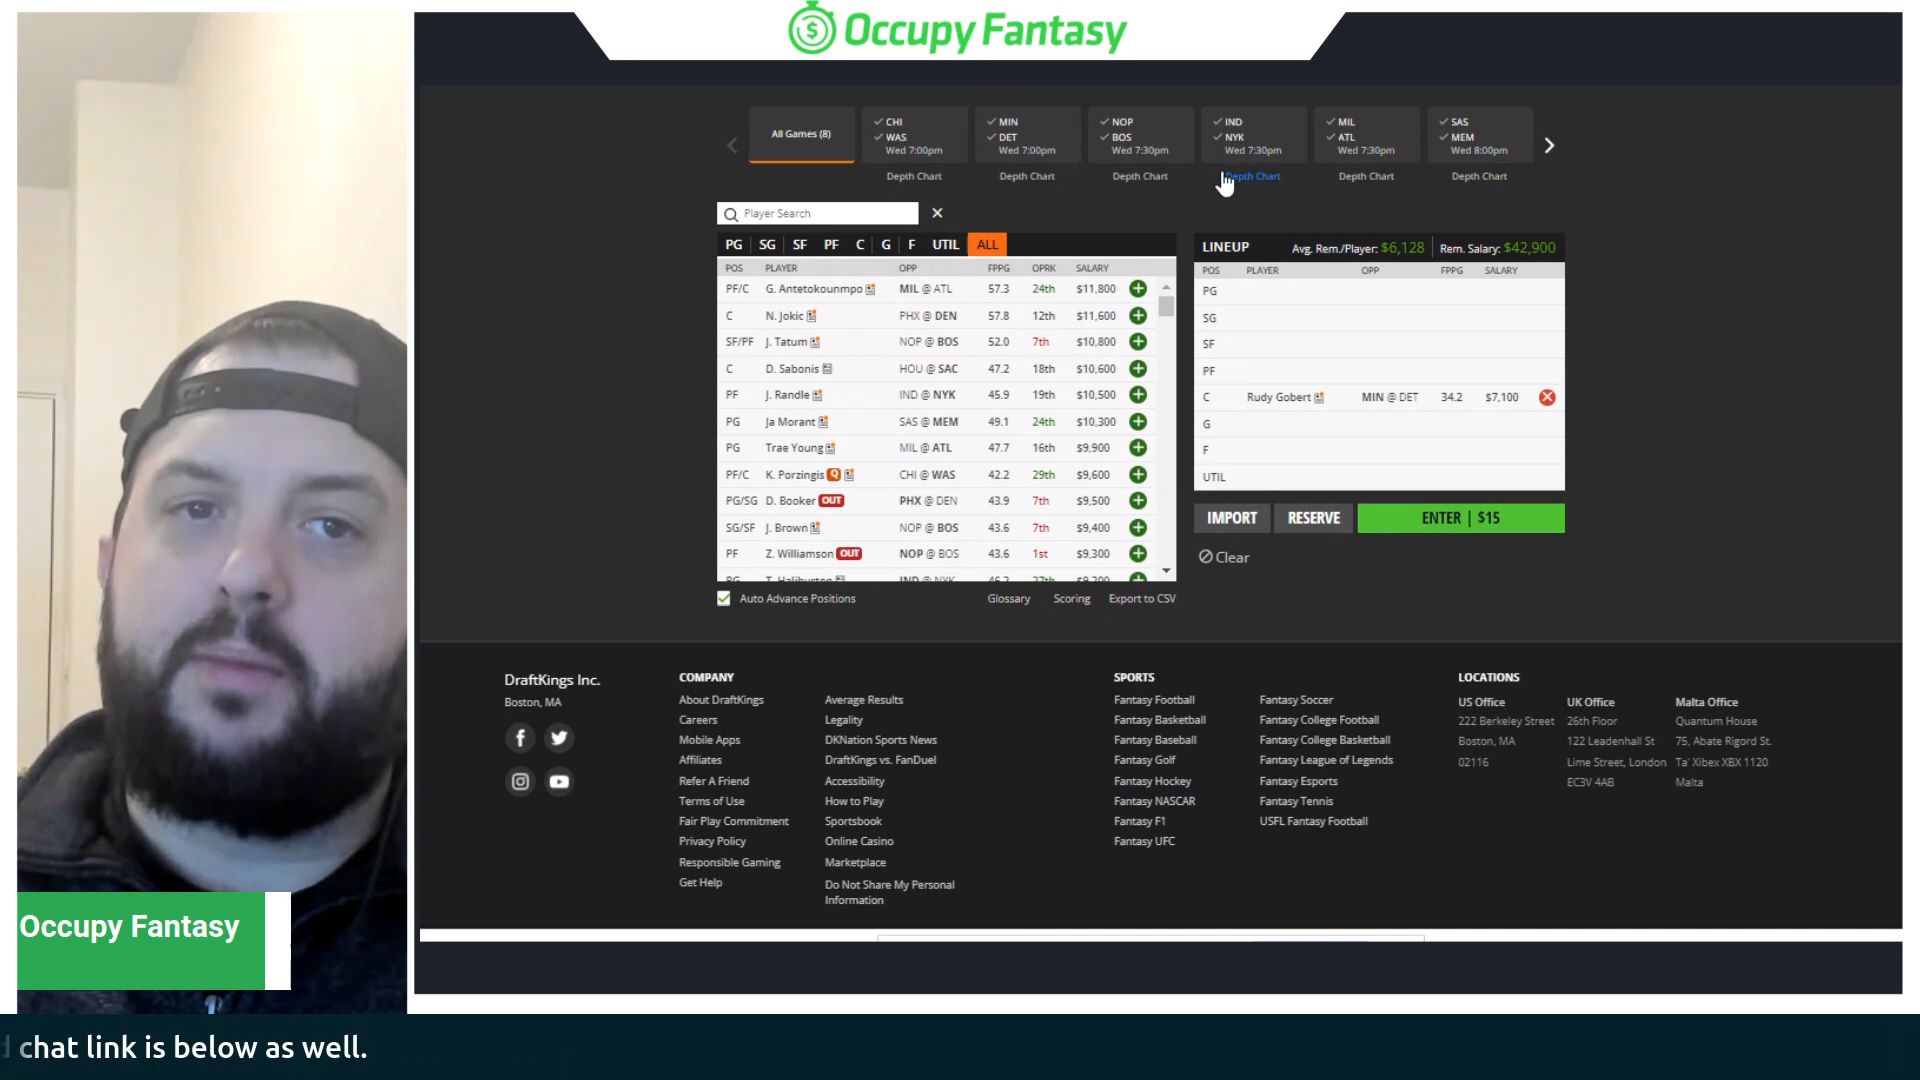 Occupy Fantasy
All Games (8)
CHI
WAS
Wed 7:00pm
Depth Chart
MIN
DET
Wed 7:00pm
Depth Chart
NOP
BOS
Wed 7:30pm
Depth Chart
IND
NYK
Wed 7:30pm
Depth Chart
MIL
ATL
Wed 7:30pm
Depth Chart
SAS
MEM
Wed 8:00pm
Depth Chart
Player Search
PG SG SF PF C G F UTIL ALL
POS PLAYER OPP FPPG OPRK SALARY
PF/C G. Antetokounmpo MIL @ ATL 57.3 24th $11,800
C N. Jokic PHX @ DEN 57.8 12th $11,600
SF/PF J. Tatum NOP @ BOS 52.0 7th $10,800
C D. Sabonis HOU @ SAC 47.2 18th $10,600
PF J. Randle IND @ NYK 45.9 19th $10,500
PG Ja Morant SAS @ MEM 49.1 24th $10,300
PG Trae Young MIL @ ATL 47.7 16th $9,900
PF/C K. Porzingis Q CHI @ WAS 42.2 29th $9,600
PG/SG D. Booker OUT PHX @ DEN 43.9 7th $9,500
SG/SF J. Brown NOP @ BOS 43.6 7th $9,400
PF Z. Williamson OUT NOP @ BOS 43.6 1st $9,300
PG T. Haliburton IND @ NYK 46.2 27th $9,200
Auto Advance Positions
Glossary Scoring Export to CSV
LINEUP Avg. Rem./Player: $6,128 Rem. Salary: $42,900
POS PLAYER OPP FPPG SALARY
PG
SG
SF
PF
C Rudy Gobert MIN @ DET 34.2 $7,100
G
F
UTIL
IMPORT RESERVE ENTER | $15
Clear
DraftKings Inc.
Boston, MA
COMPANY
About DraftKings
Careers
Mobile Apps
Affiliates
Refer A Friend
Terms of Use
Fair Play Commitment
Privacy Policy
Responsible Gaming
Get Help
Average Results
Legality
DKNation Sports News
DraftKings vs. FanDuel
Accessibility
How to Play
Sportsbook
Online Casino
Marketplace
Do Not Share My Personal
Information
SPORTS
Fantasy Football
Fantasy Basketball
Fantasy Baseball
Fantasy Golf
Fantasy Hockey
Fantasy NASCAR
Fantasy F1
Fantasy UFC
Fantasy Soccer
Fantasy College Football
Fantasy College Basketball
Fantasy League of Legends
Fantasy Esports
Fantasy Tennis
USFL Fantasy Football
LOCATIONS
US Office
222 Berkeley Street
Boston, MA
02116
UK Office
26th Floor
122 Leadenhall St
Lime Street, London
EC3V 4AB
Malta Office
Quantum House
75, Abate Rigord St.
Ta' Xibex XBX 1120
Malta
Occupy Fantasy
chat link is below as well.